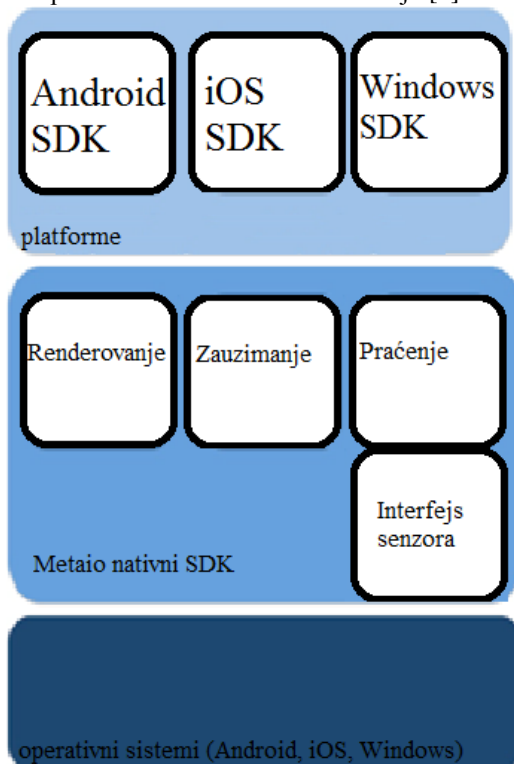 Android
SDK
iOS
SDK
Windows
SDK
platforme
Renderovanje
Zauzimanje
Praćenje
Interfejs
senzora
Metaio nativni SDK
operativni sistemi (Android, iOS, Windows)